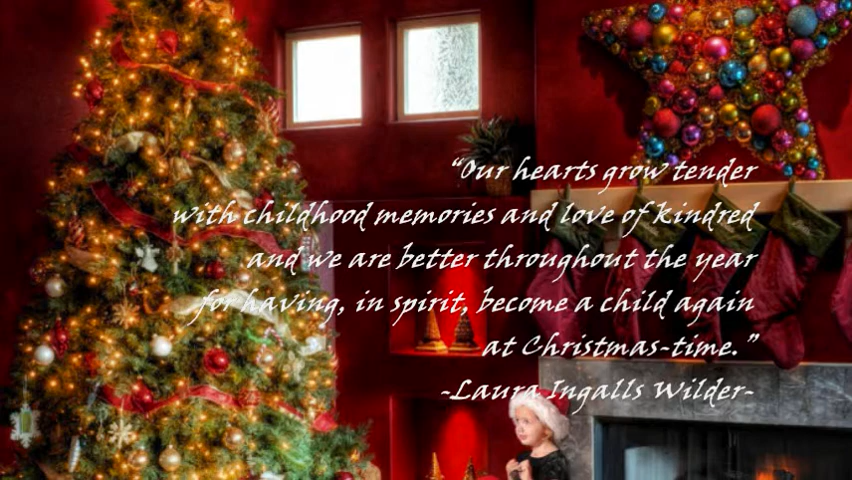 “Our hearts grow tender
with childhood memories and love of kindred
and we are better throughout the year
for having, in spirit, become a child again
at Christmas-time.”
-Laura Ingalls Wilder-